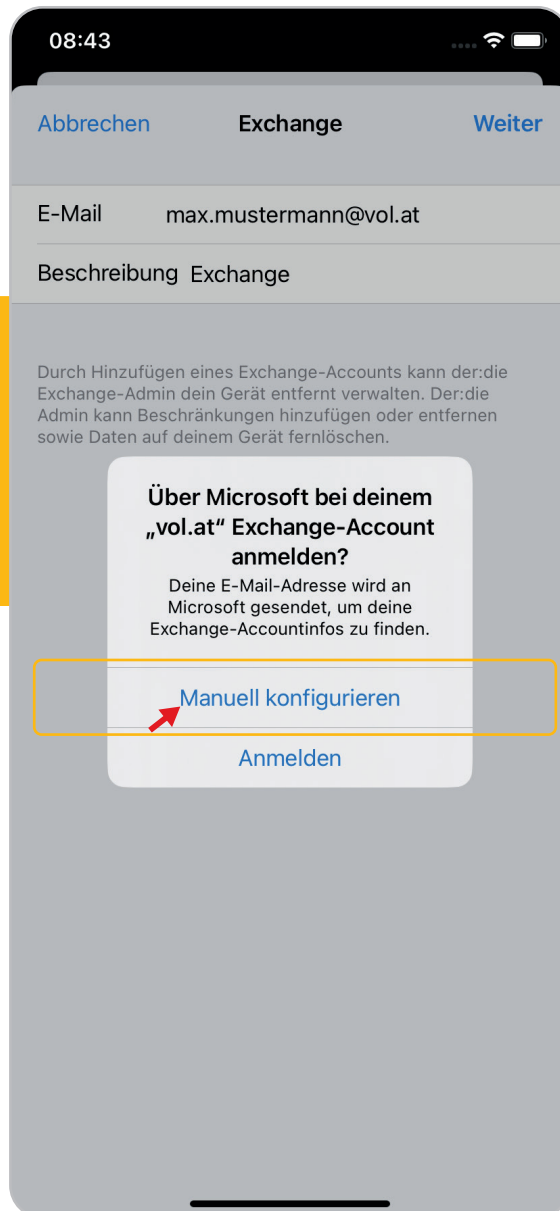 08:43
Abbrechen Exchange Weiter
E-Mail max.mustermann@vol.at
Beschreibung Exchange
Durch Hinzufügen eines Exchange-Accounts kann der:die
Exchange-Admin dein Gerät entfernt verwalten. Der:die
Admin kann Beschränkungen hinzufügen oder entfernen
sowie Daten auf deinem Gerät fernlöschen.
Über Microsoft bei deinem
„vol.at“ Exchange-Account
anmelden?
Deine E-Mail-Adresse wird an
Microsoft gesendet, um deine
Exchange-Accountinfos zu finden.
Manuell konfigurieren
Anmelden